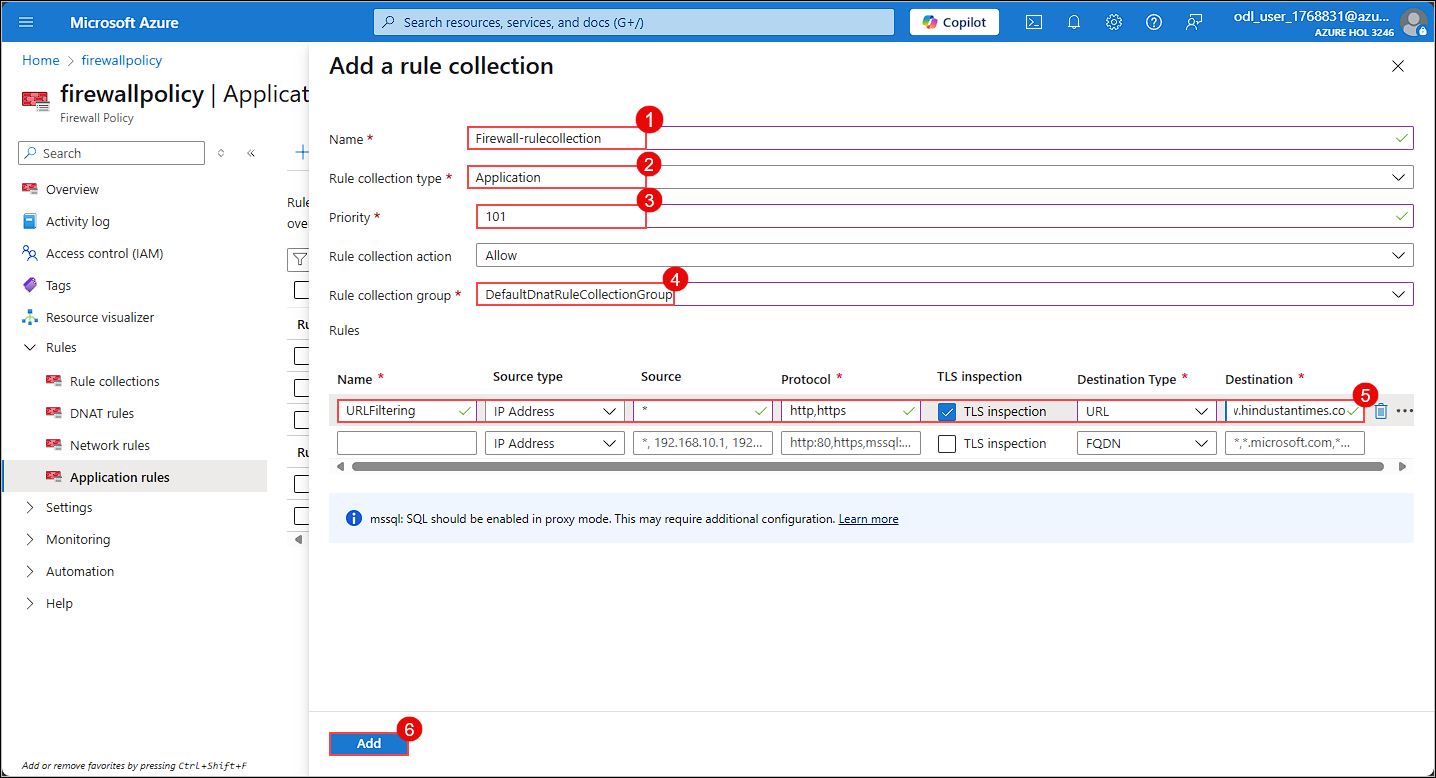 Microsoft Azure
Search resources, services, and docs (G+/)
Copilot
odl_user_1768831@azu...
AZURE HOL 3246
Home > firewallpolicy
firewallpolicy | Applicat
Firewall Policy
Search
Overview
Activity log
Access control (IAM)
Tags
Resource visualizer
Rules
Rule collections
DNAT rules
Network rules
Application rules
Settings
Monitoring
Automation
Help
Add or remove favorites by pressing Ctrl+Shift+F
Rule
over
Ru
Ru
Add a rule collection
1
Name * Firewall-rulecollection
2
Rule collection type * Application
3
Priority * 101
Rule collection action Allow
4
Rule collection group * DefaultDnatRuleCollectionGroup
Rules
Name * Source type Source Protocol * TLS inspection Destination Type * Destination *
5
URLFiltering IP Address * http,https TLS inspection URL .hindustantimes.co
IP Address *, 192.168.10.1, 192... http:80,https,mssql:... TLS inspection FQDN *,*.microsoft.com,*...
mssql: SQL should be enabled in proxy mode. This may require additional configuration. Learn more
6
Add